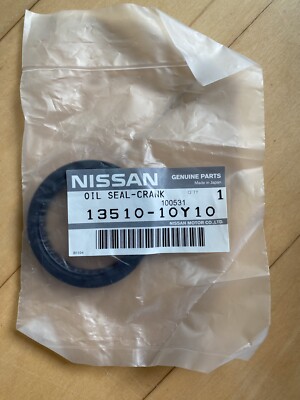 NISSAN
GENUINE PARTS
Made in Japan
OIL SEAL-CRANK
1
100531
13510-10Y10
NISSAN MOTOR CO.,LTD.